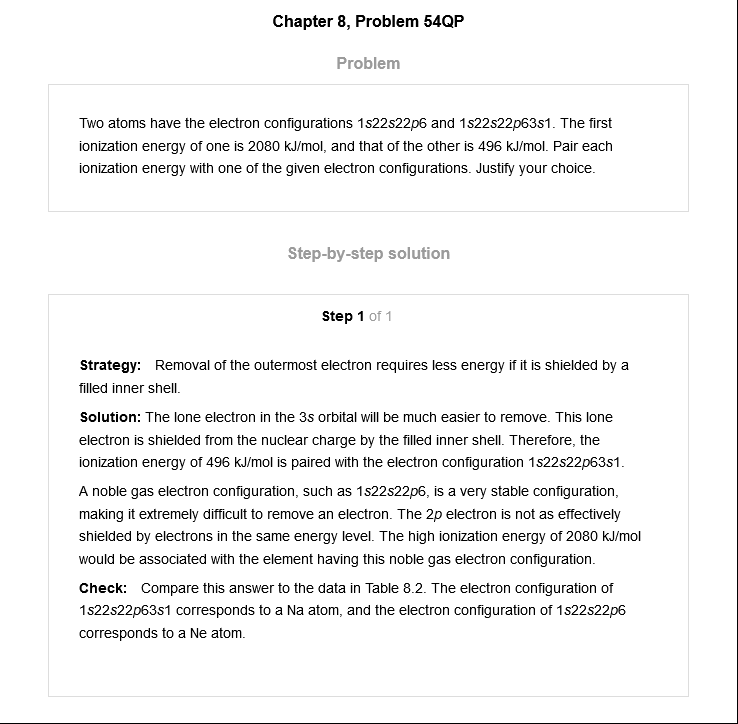 Chapter 8, Problem 54QP
Problem
Two atoms have the electron configurations 1s22s22p6 and 1s22s22p63s1. The first
ionization energy of one is 2080 kJ/mol, and that of the other is 496 kJ/mol. Pair each
ionization energy with one of the given electron configurations. Justify your choice.
Step-by-step solution
Step 1 of 1
Strategy: Removal of the outermost electron requires less energy if it is shielded by a
filled inner shell.
Solution: The lone electron in the 3s orbital will be much easier to remove. This lone
electron is shielded from the nuclear charge by the filled inner shell. Therefore, the
ionization energy of 496 kJ/mol is paired with the electron configuration 1s22s22p63s1.
A noble gas electron configuration, such as 1s22s22p6, is a very stable configuration,
making it extremely difficult to remove an electron. The 2p electron is not as effectively
shielded by electrons in the same energy level. The high ionization energy of 2080 kJ/mol
would be associated with the element having this noble gas electron configuration.
Check: Compare this answer to the data in Table 8.2. The electron configuration of
1s22s22p63s1 corresponds to a Na atom, and the electron configuration of 1s22s22p6
corresponds to a Ne atom.